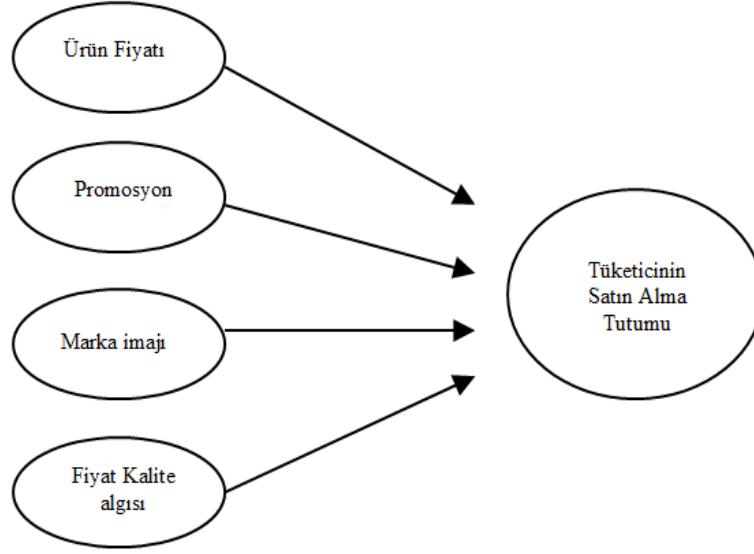 Ürün Fiyatı
Promosyon
Marka imajı
Fiyat Kalite
algısı
Tüketicinin
Satın Alma
Tutumu